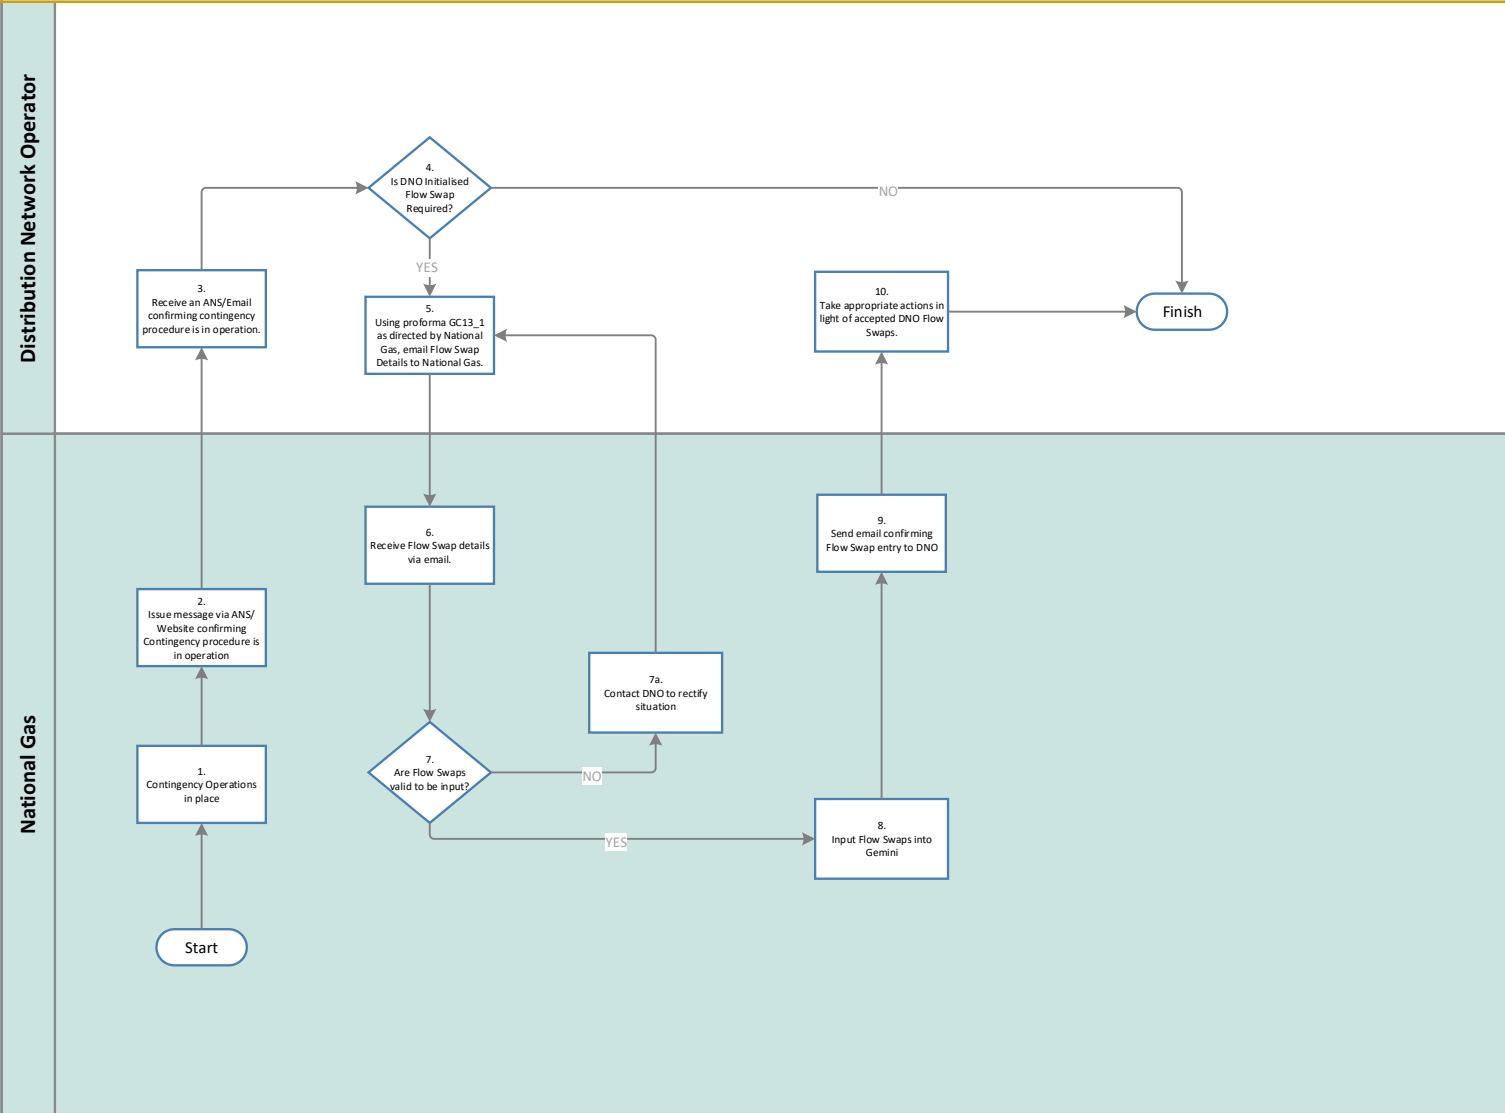 Distribution Network Operator
4.
Is DNO Initialised
Flow Swap
Required?
NO
YES
3.
Receive an ANS/Email
confirming contingency
procedure is in operation.
5.
Using proforma GC13_1
as directed by National
Gas, email Flow Swap
Details to National Gas.
10.
Take appropriate actions in
light of accepted DNO Flow
Swaps.
Finish
National Gas
6.
Receive Flow Swap details
via email.
9.
Send email confirming
Flow Swap entry to DNO
2.
Issue message via ANS/
Website confirming
Contingency procedure is
in operation
7a.
Contact DNO to rectify
situation
1.
Contingency Operations
in place
7.
Are Flow Swaps
valid to be input?
NO
YES
8.
Input Flow Swaps into
Gemini
Start